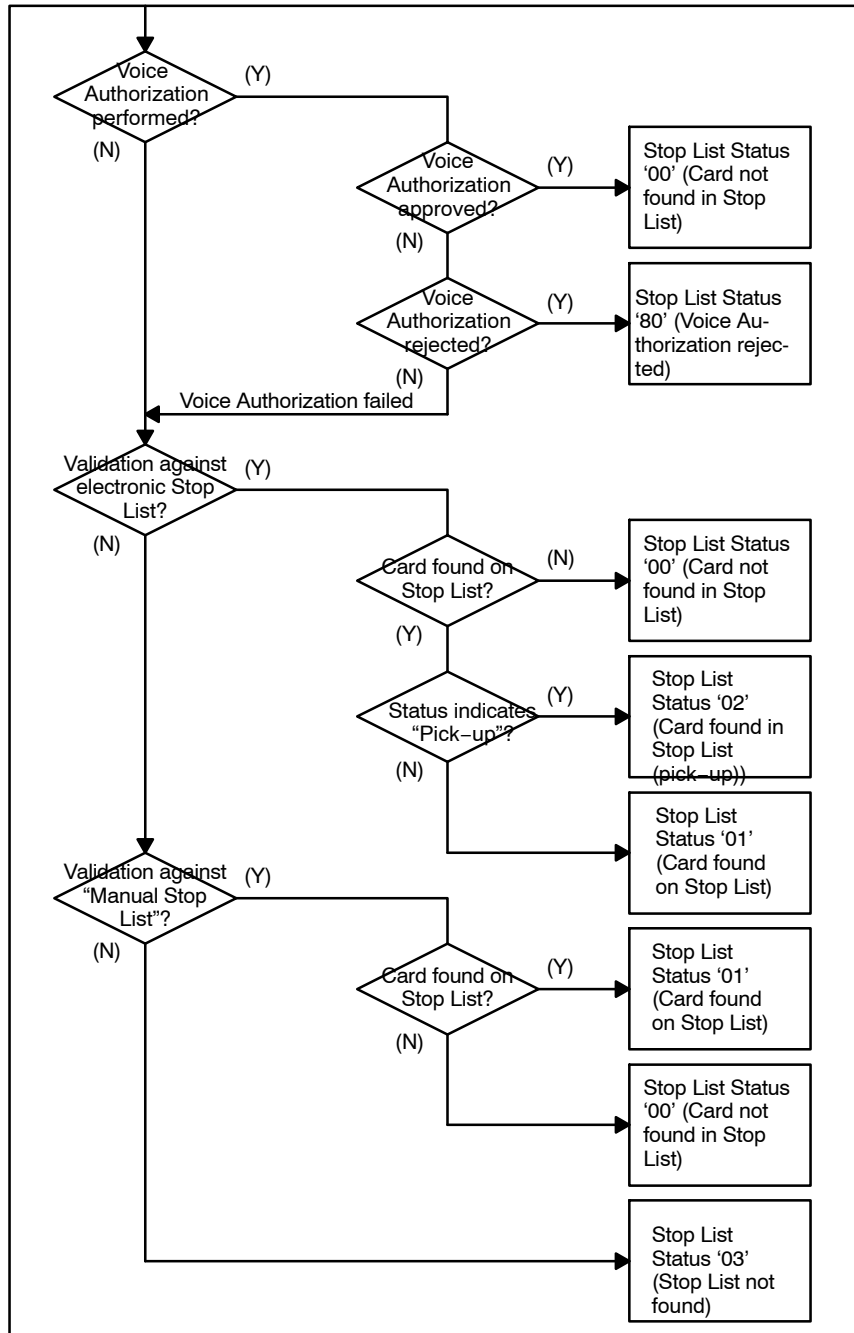 Voice
Authorization
performed?
(Y)
(N)
Voice
Authorization
approved?
(Y)
(N)
Stop List Status
‘00’ (Card not
found in Stop
List)
Voice
Authorization
rejected?
(Y)
(N)
Stop List Status
‘80’ (Voice Au-
thorization rejec-
ted)
Voice Authorization failed
Validation against
electronic Stop
List?
(Y)
(N)
Card found on
Stop List?
(N)
(Y)
Stop List Status
‘00’ (Card not
found in Stop
List)
Status indicates
“Pick−up”?
(Y)
(N)
Stop List
Status ‘02’
(Card found in
Stop List
(pick−up))
Stop List
Status ‘01’
(Card found
on Stop List)
Validation against
“Manual Stop
List”?
(Y)
(N)
Card found on
Stop List?
(Y)
(N)
Stop List
Status ‘01’
(Card found
on Stop List)
Stop List Status
‘00’ (Card not
found in Stop
List)
Stop List
Status ‘03’
(Stop List not
found)